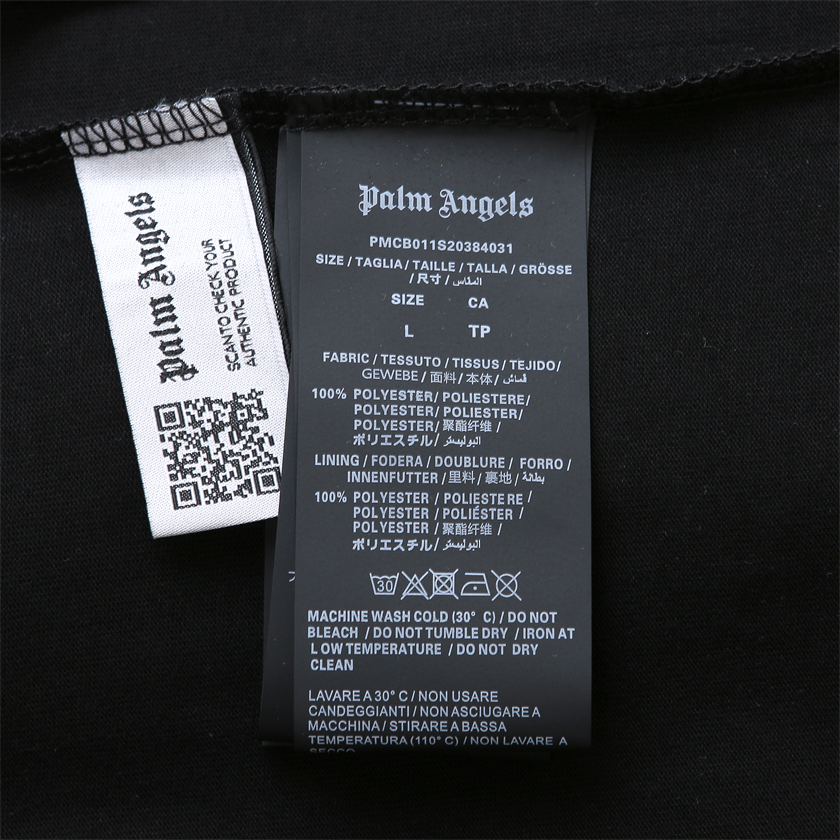 Palm Angels
SCAN TO CHECK YOUR
AUTHENTIC PRODUCT
Palm Angels
PMCB011S20384031
SIZE / TAGLIA / TAILLE / TALLA / GRÖSSE
/ 尺寸 / المقاس
SIZE CA
L TP
FABRIC / TESSUTO / TISSUS / TEJIDO /
GEWEBE / 面料 / 本体 / قماش
100% POLYESTER / POLIESTERE /
POLYESTER / POLIESTER /
POLYESTER / 聚酯纤维 /
ポリエステル / البوليستر
LINING / FODERA / DOUBLURE / FORRO /
INNENFUTTER / 里料 / 裏地 / بطانة
100% POLYESTER / POLIESTERE /
POLYESTER / POLIÉSTER /
POLYESTER / 聚酯纤维 /
ポリエステル / البوليستر
30
MACHINE WASH COLD (30° C) / DO NOT
BLEACH / DO NOT TUMBLE DRY / IRON AT
LOW TEMPERATURE / DO NOT DRY
CLEAN
LAVARE A 30° C / NON USARE
CANDEGGIANTI / NON ASCIUGARE A
MACCHINA / STIRARE A BASSA
TEMPERATURA (110° C) / NON LAVARE A
SECCO